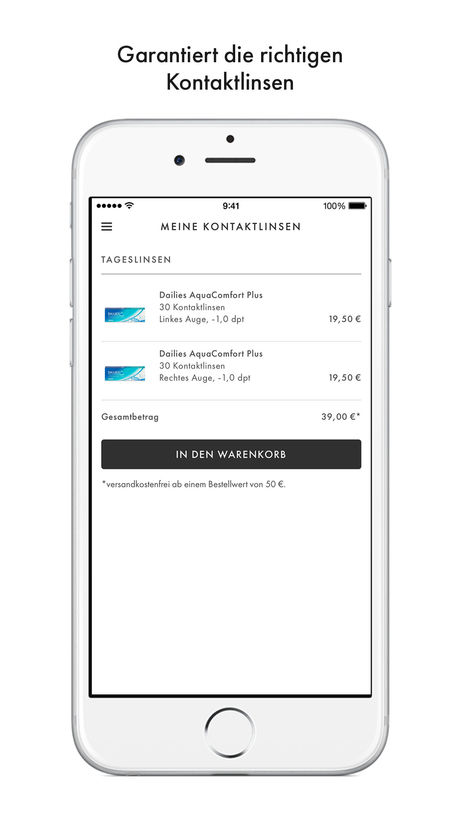 Garantiert die richtigen
Kontaktlinsen
9:41
100%
MEINE KONTAKTLINSEN
TAGESLINSEN
Dailies AquaComfort Plus
30 Kontaktlinsen
Linkes Auge, -1,0 dpt 19,50 €
Dailies AquaComfort Plus
30 Kontaktlinsen
Rechtes Auge, -1,0 dpt 19,50 €
Gesamtbetrag 39,00 €*
IN DEN WARENKORB
*versandkostenfrei ab einem Bestellwert von 50 €.